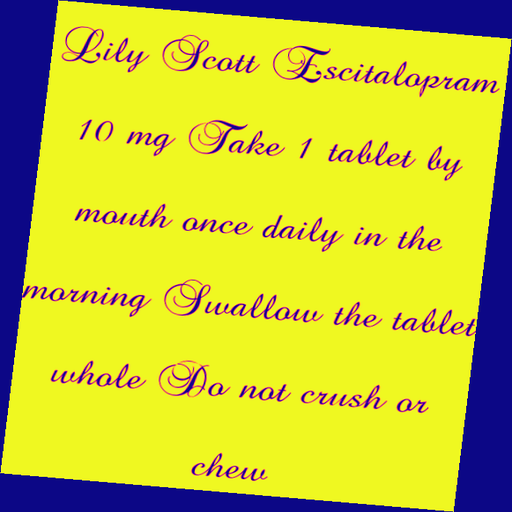 Lily Scott Escitalopram
10 mg Take 1 tablet by
mouth once daily in the
morning Swallow the tablet
whole Do not crush or
chew